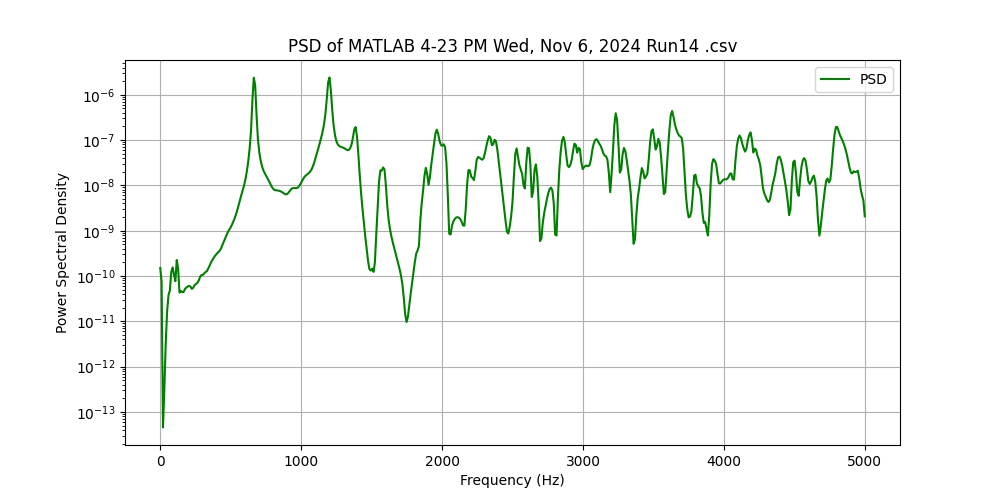 PSD of MATLAB 4-23 PM Wed, Nov 6, 2024 Run14 .csv
PSD
Power Spectral Density
10⁻⁶
10⁻⁷
10⁻⁸
10⁻⁹
10⁻¹⁰
10⁻¹¹
10⁻¹²
10⁻¹³
0 1000 2000 3000 4000 5000
Frequency (Hz)